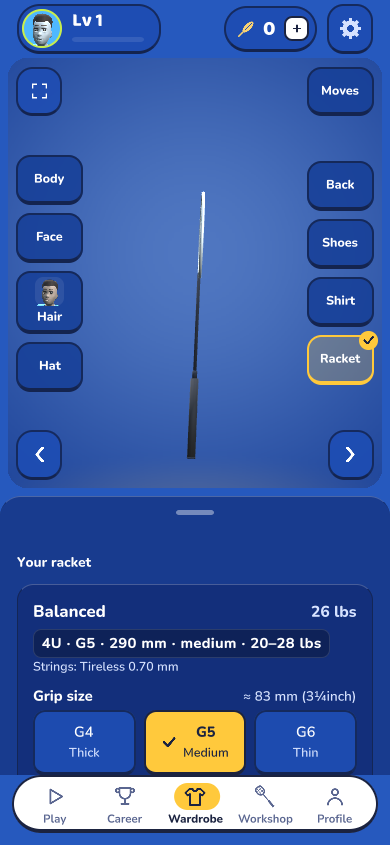 Lv 1
0
+
Moves
Body
Back
Face
Shoes
Hair
Shirt
Hat
Racket
Your racket
Balanced
26 lbs
4U · G5 · 290 mm · medium · 20–28 lbs
Strings: Tireless 0.70 mm
Grip size
≈ 83 mm (3¼inch)
G4
Thick
G5
Medium
G6
Thin
Play
Career
Wardrobe
Workshop
Profile